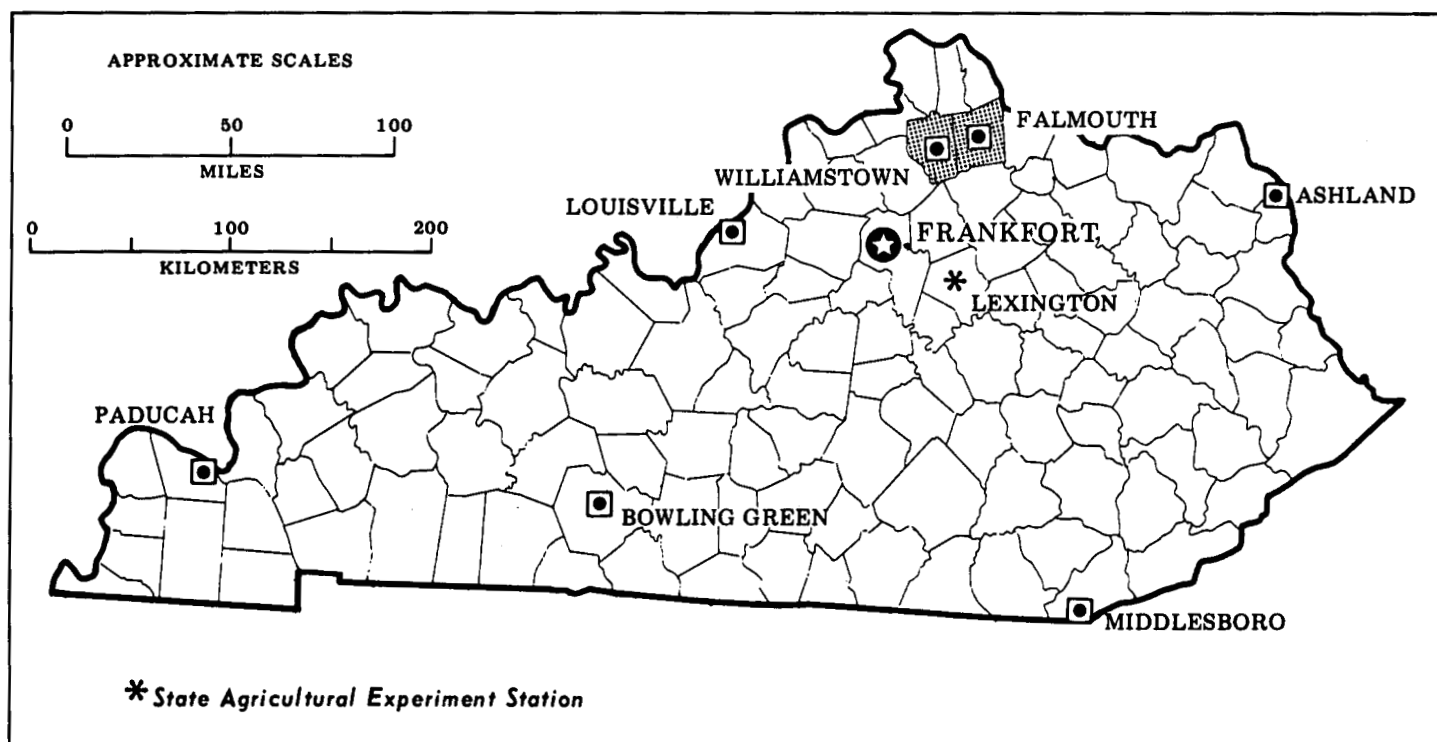 APPROXIMATE SCALES
0 50 100
MILES
0 100 200
KILOMETERS
FALMOUTH
WILLIAMSTOWN
ASHLAND
LOUISVILLE
FRANKFORT
LEXINGTON
PADUCAH
BOWLING GREEN
MIDDLESBORO
* State Agricultural Experiment Station